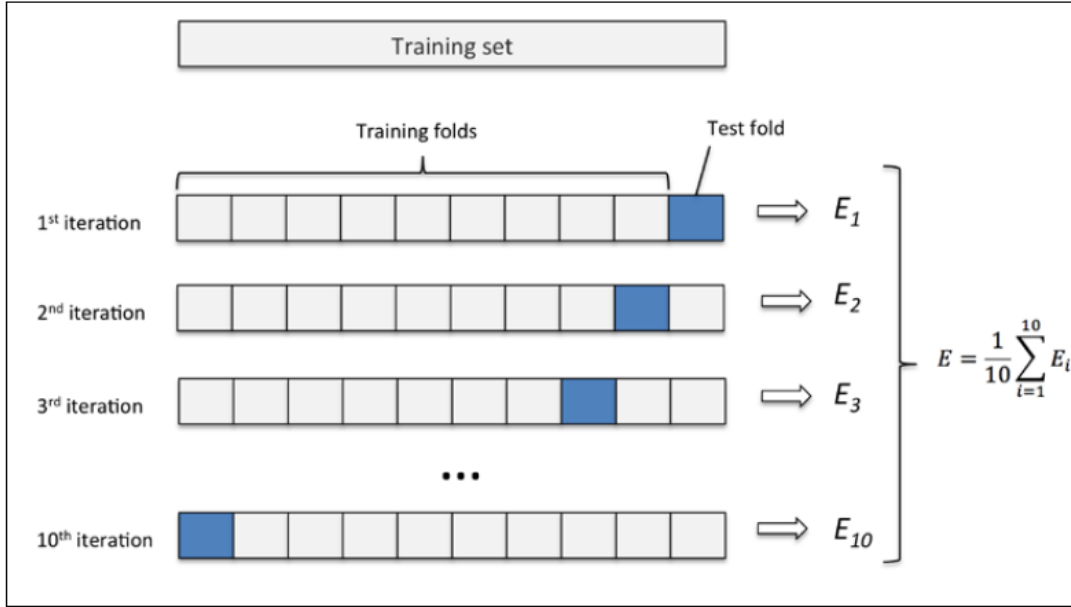 Training set
Training folds
Test fold
1st iteration
E1
2nd iteration
E2
3rd iteration
E3
E = 1/10 ∑ i=1 10 Ei
...
10th iteration
E10